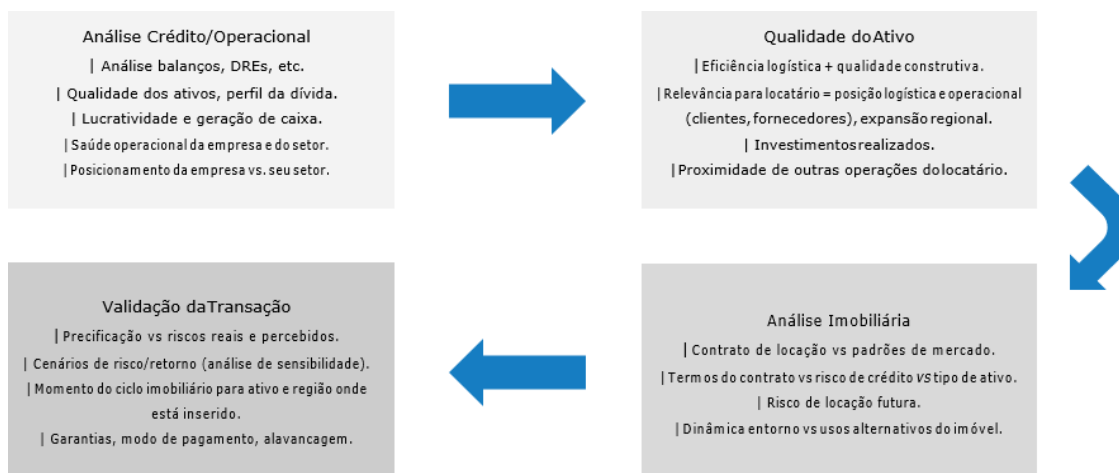 Análise Crédito/Operacional
| Análise balanços, DREs, etc.
| Qualidade dos ativos, perfil da dívida.
| Lucratividade e geração de caixa.
| Saúde operacional da empresa e do setor.
| Posicionamento da empresa vs. seu setor.
Qualidade doAtivo
| Eficiência logística + qualidade construtiva.
| Relevância para locatário = posição logística e operacional
(clientes, fornecedores), expansão regional.
| Investimentos realizados.
| Proximidade de outras operações dolocatário.
Análise Imobiliária
| Contrato de locação vs padrões de mercado.
| Termos do contrato vs risco de crédito VS tipo de ativo.
| Risco de locação futura.
| Dinâmica entorno vs usos alternativos do imóvel.
Validação daTransação
| Precificação vs riscos reais e percebidos.
| Cenários de risco/retorno (análise de sensibilidade).
| Momento do ciclo imobiliário para ativo e região onde
está inserido.
| Garantias, modo de pagamento, alavancagem.